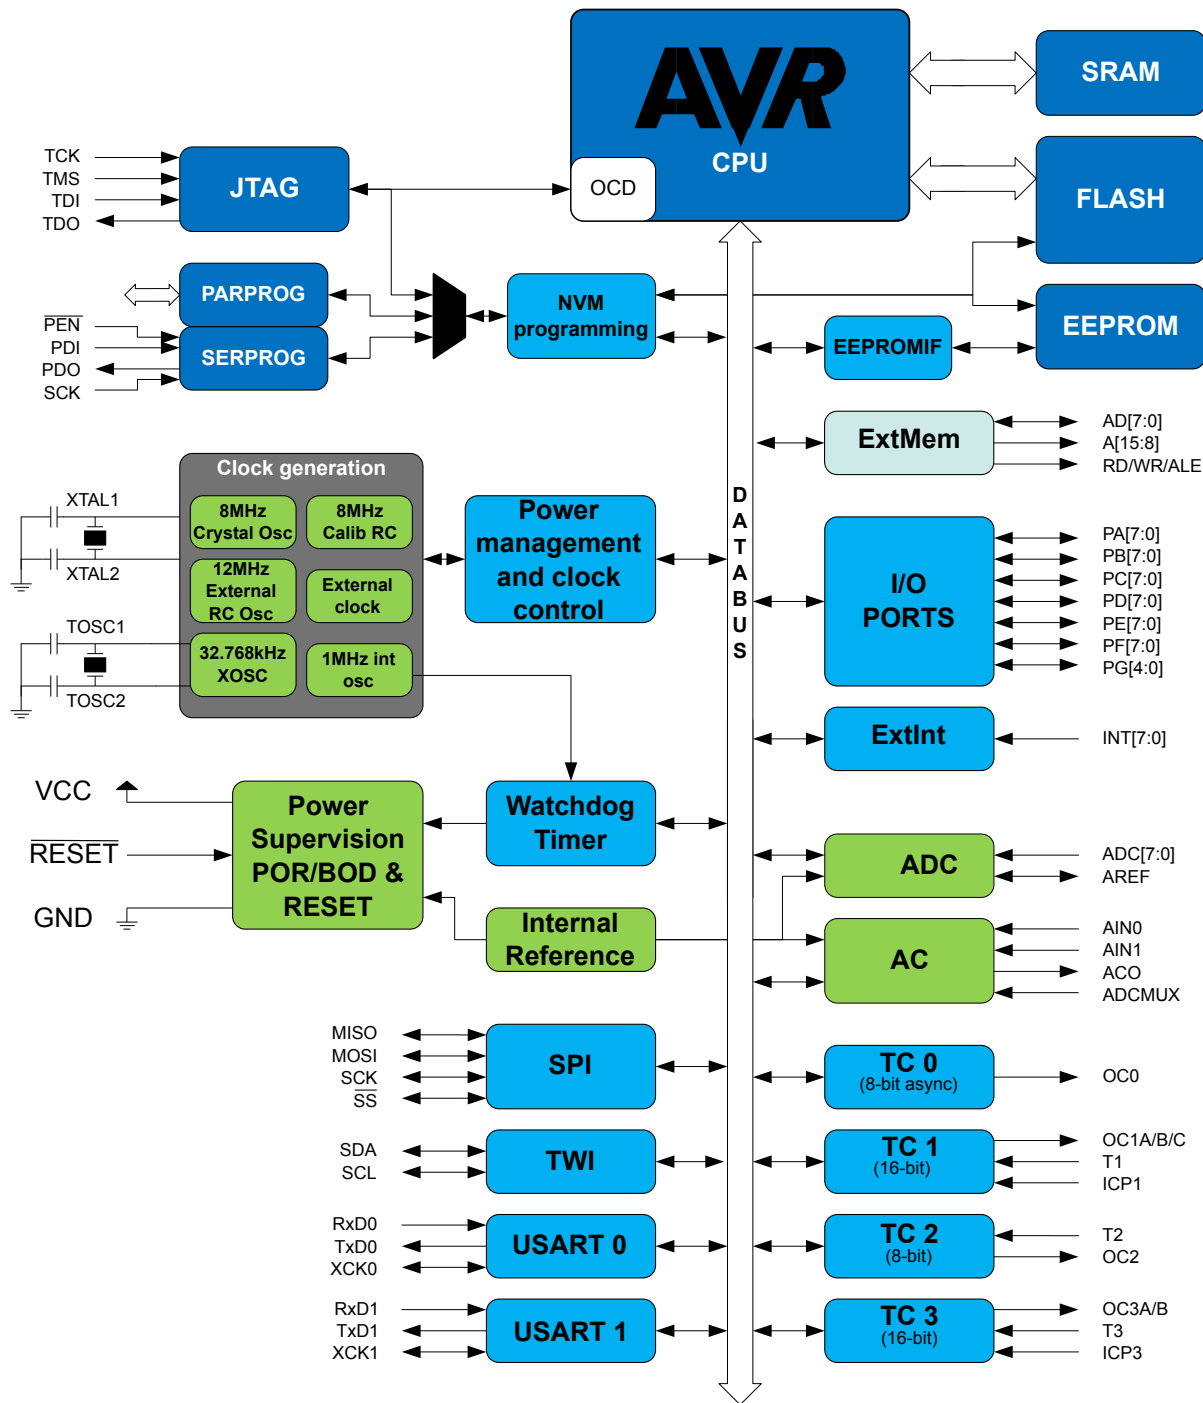 AVR
CPU
OCD
SRAM
FLASH
EEPROM
TCK
TMS
TDI
TDO
JTAG
PARPROG
SERPROG
PEN
PDI
PDO
SCK
NVM
programming
EEPROMIF
ExtMem
AD[7:0]
A[15:8]
RD/WR/ALE
DATABUS
Clock generation
8MHz
Crystal Osc
8MHz
Calib RC
12MHz
External
RC Osc
External
clock
32.768kHz
XOSC
1MHz int
osc
XTAL1
XTAL2
TOSC1
TOSC2
Power
management
and clock
control
I/O
PORTS
PA[7:0]
PB[7:0]
PC[7:0]
PD[7:0]
PE[7:0]
PF[7:0]
PG[4:0]
ExtInt
INT[7:0]
VCC
RESET
GND
Power
Supervision
POR/BOD &
RESET
Watchdog
Timer
Internal
Reference
ADC
ADC[7:0]
AREF
AC
AIN0
AIN1
ACO
ADCMUX
MISO
MOSI
SCK
SS
SPI
TC 0
(8-bit async)
OC0
SDA
SCL
TWI
TC 1
(16-bit)
OC1A/B/C
T1
ICP1
RxD0
TxD0
XCK0
USART 0
TC 2
(8-bit)
T2
OC2
RxD1
TxD1
XCK1
USART 1
TC 3
(16-bit)
OC3A/B
T3
ICP3